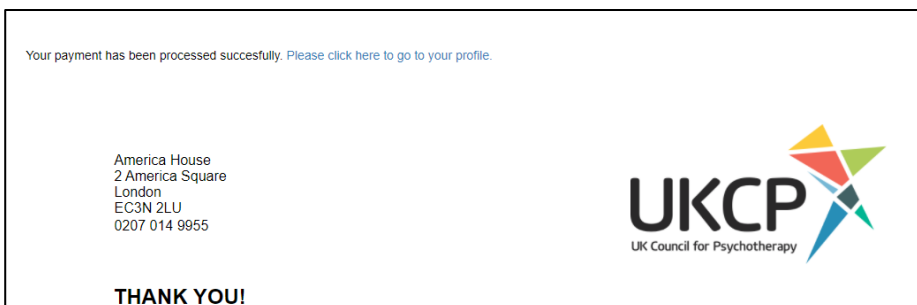 Your payment has been processed succesfully. Please click here to go to your profile.
America House
2 America Square
London
EC3N 2LU
0207 014 9955
UKCP
UK Council for Psychotherapy
THANK YOU!